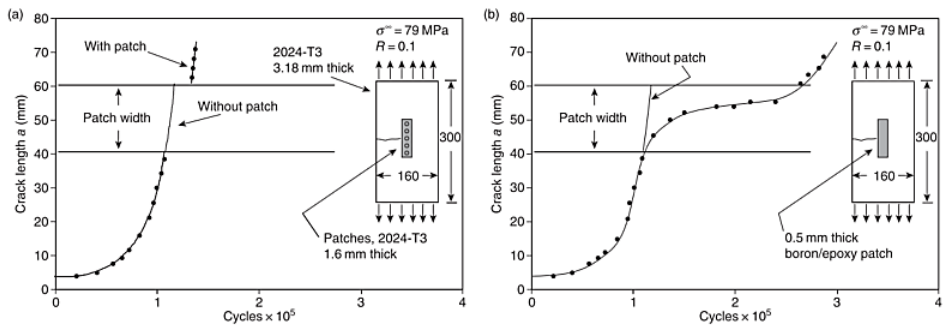 (a)
80
70
60
50
40
30
20
10
0
Crack length a (mm)
0
1
2
3
4
Cycles × 10⁵
With patch
Without patch
Patch width
2024-T3
3.18 mm thick
σ∞ = 79 MPa
R = 0.1
300
160
Patches, 2024-T3
1.6 mm thick
(b)
80
70
60
50
40
30
20
10
0
Crack length a (mm)
0
1
2
3
4
Cycles × 10⁵
Without patch
Patch width
σ∞ = 79 MPa
R = 0.1
300
160
0.5 mm thick
boron/epoxy patch